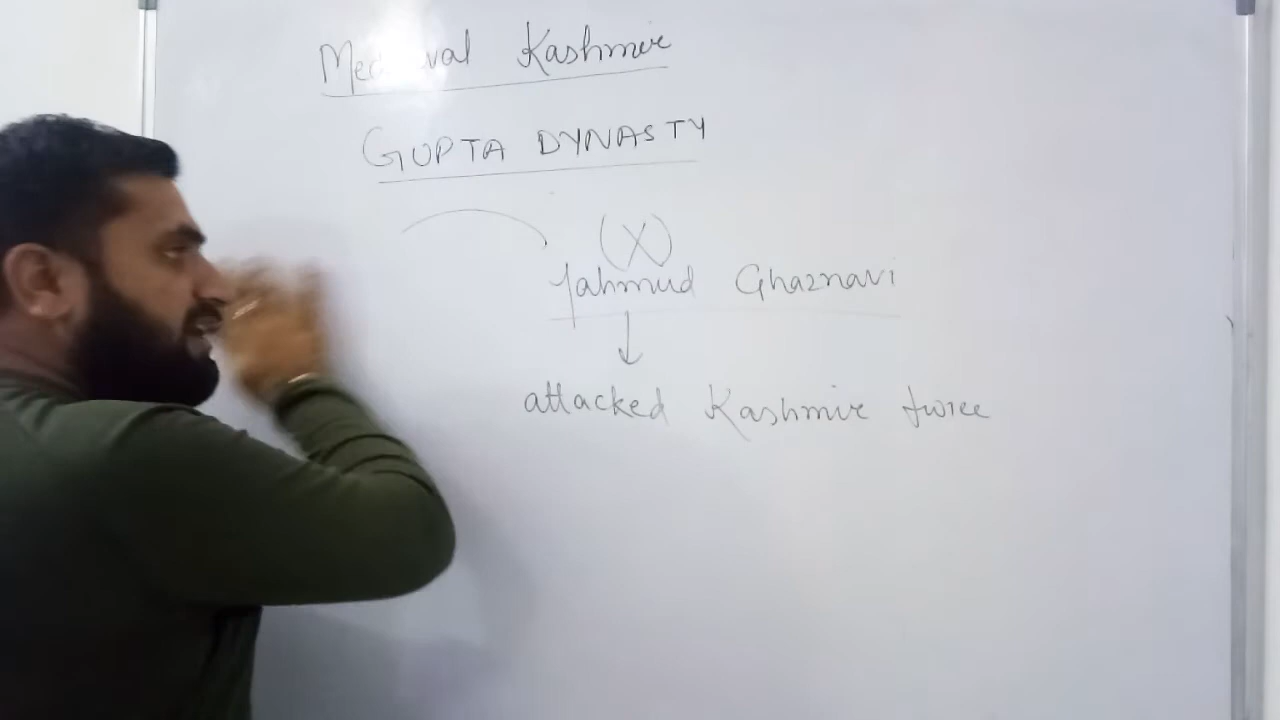 Medieval Kashmir
GUPTA DYNASTY
(X)
Mahmud Ghaznavi
attacked Kashmir twice